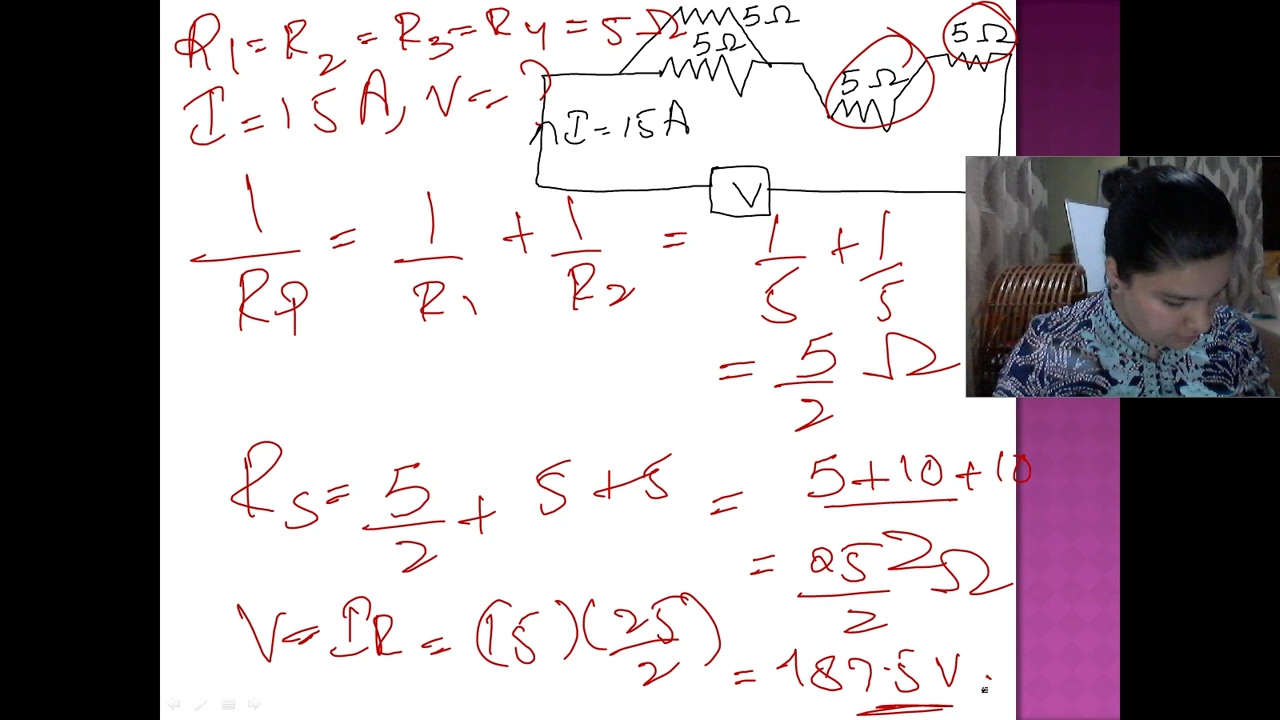 R1 = R2 = R3 = R4 = 5Ω
5Ω
5Ω
5Ω
5Ω
I = 15 A, V = ?
I = 15 A
V
1/RP = 1/R1 + 1/R2 = 1/5 + 1/5
= 5/2 Ω
RS = 5/2 + 5 + 5 = 5+10+10/2
= 25/2 Ω
V = IR = (15)(25/2)
= 187.5 V.